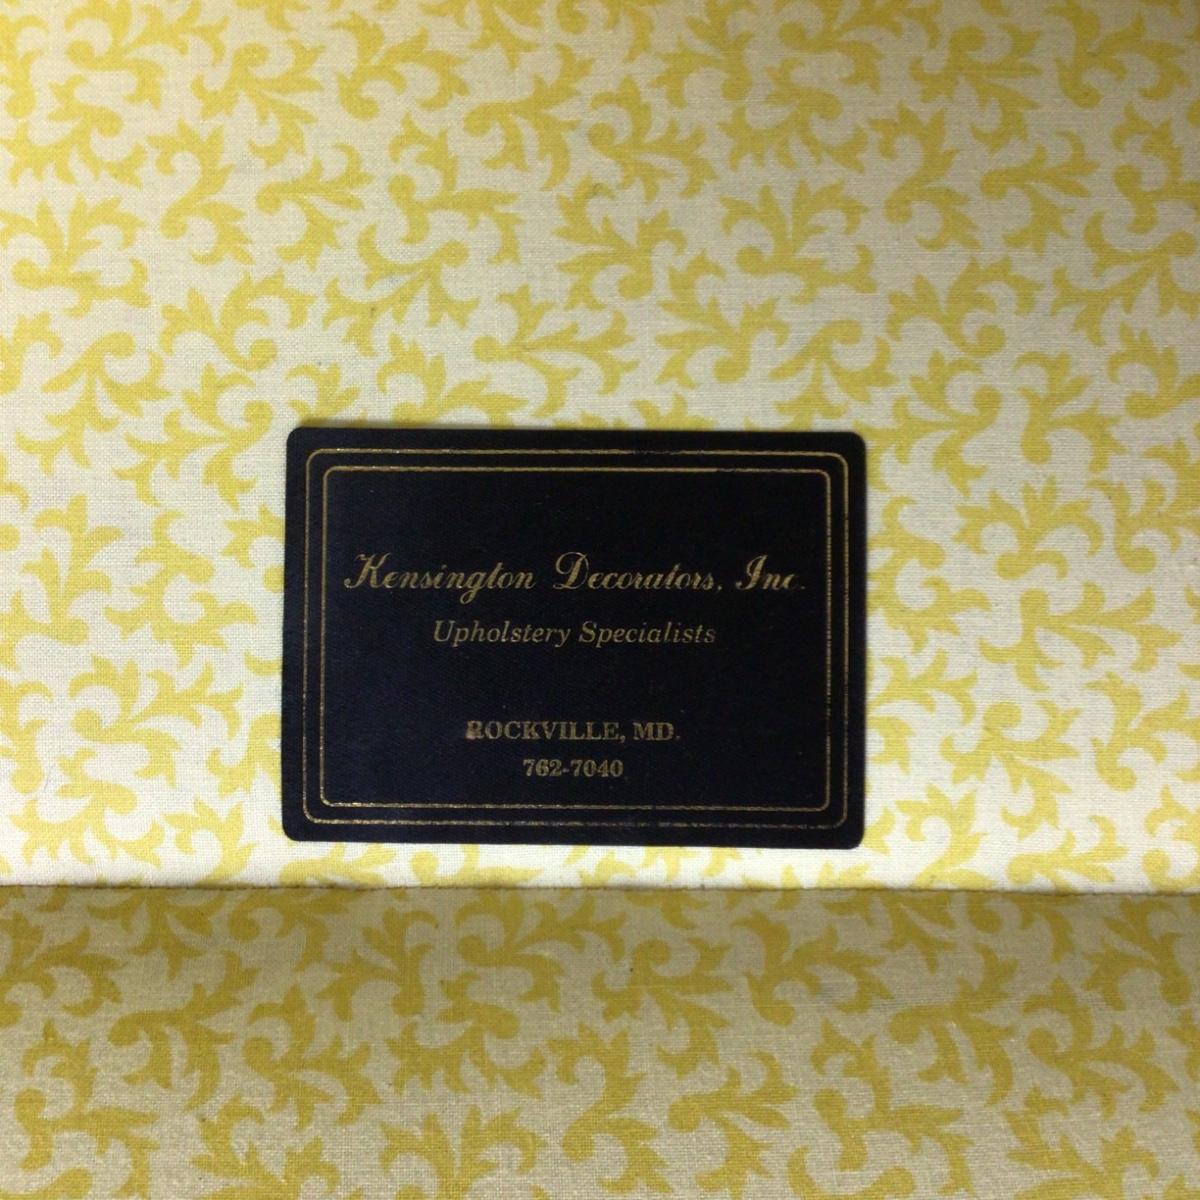 Kensington Decorators, Inc.
Upholstery Specialists
ROCKVILLE, MD.
762-7040